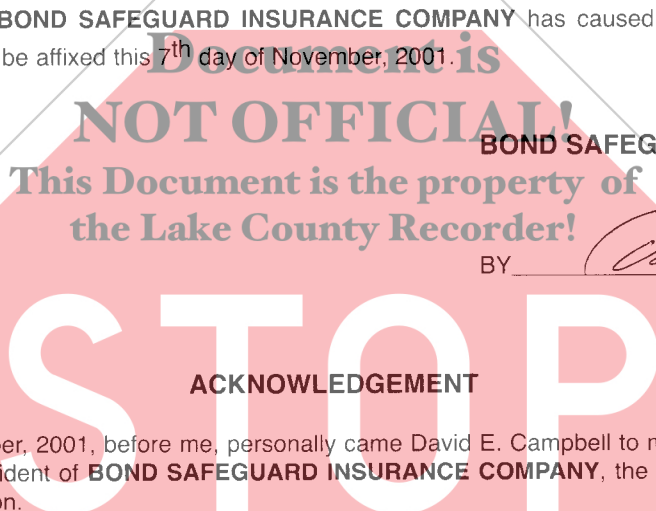 BOND SAFEGUARD INSURANCE COMPANY has caused
be affixed this 7th day of November, 2001.
Document is
NOT OFFICIAL!
BOND SAFEG
This Document is the property of
the Lake County Recorder!
BY
STOP
ACKNOWLEDGEMENT
er, 2001, before me, personally came David E. Campbell to
ident of BOND SAFEGUARD INSURANCE COMPANY, the
on.